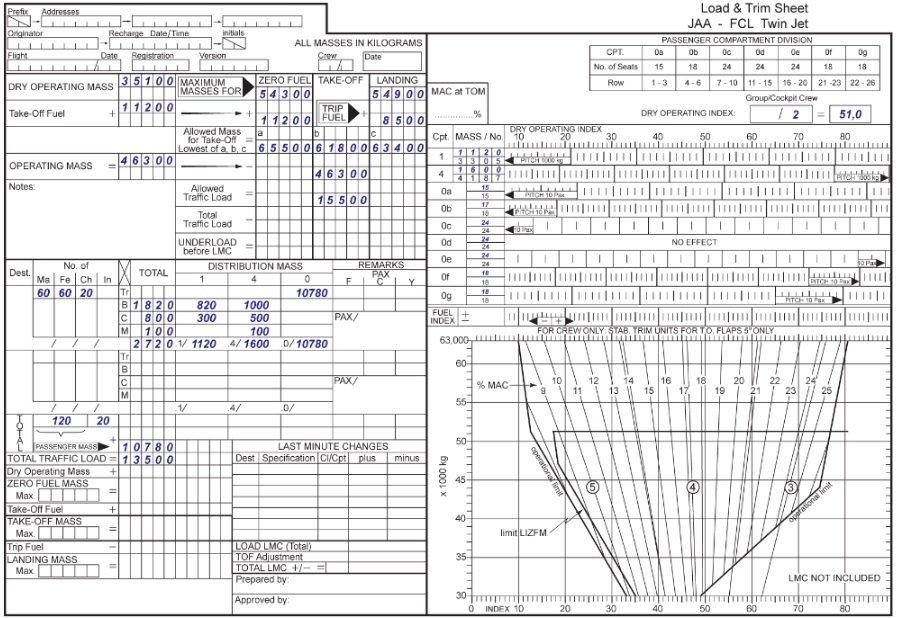 Load & Trim Sheet
JAA - FCL Twin Jet
Prefix Addresses
Originator Recharge Date/Time initials
ALL MASSES IN KILOGRAMS
Flight /Date Registration Version Crew Date
DRY OPERATING MASS 35100 MAXIMUM MASSES FOR ZERO FUEL TAKE-OFF LANDING
54300 54900
Take-Off Fuel + 11200 + 11200 TRIP FUEL + 8500
Allowed Mass for Take-Off Lowest of a, b, c = a 65500 b 61800 c 63400
OPERATING MASS = 46300 – 46300
Notes: Allowed Traffic Load = 15500
Total Traffic Load –
UNDERLOAD before LMC =
Dest. No. of TOTAL DISTRIBUTION MASS REMARKS
Ma Fe Ch In 1 4 0 PAX F C Y
60 60 20 Tr 10780
B 1820 820 1000
C 800 300 500 PAX/
M 100 100
/ / / 2720 .1/ 1120 .4/ 1600 .0/ 10780
Tr
B
C PAX/
M
/ / / .1/ .4/ .0/
TOTAL 120 20
PASSENGER MASS + 10780
TOTAL TRAFFIC LOAD = 13500
Dry Operating Mass +
ZERO FUEL MASS Max. =
Take-Off Fuel +
TAKE-OFF MASS Max. =
Trip Fuel –
LANDING MASS Max. =
LAST MINUTE CHANGES
Dest Specification Cl/Cpt plus minus
LOAD LMC (Total)
TOF Adjustment
TOTAL LMC +/– =
Prepared by:
Approved by:
PASSENGER COMPARTMENT DIVISION
CPT. 0a 0b 0c 0d 0e 0f 0g
No. of Seats 15 18 24 24 24 18 18
Row 1 - 3 4 - 6 7 - 10 11 - 15 16 - 20 21 -23 22 - 26
MAC at TOM
..............%
Group/Cockpit Crew
DRY OPERATING INDEX: / 2 = 51,0
Cpt. MASS / No. DRY OPERATING INDEX
10 20 30 40 50 60 70 80
1 1120 3305 PITCH 1000 kg
4 1600 4187 PITCH 1000 kg
0a 15 15 PITCH 10 Pax
0b 17 18 PITCH 10 Pax
0c 24 24 10 Pax
0d 24 24 NO EFFECT
0e 24 24 10 Pax
0f 18 18 PITCH 10 Pax
0g 18 18 PITCH 10 Pax
FUEL INDEX + – – +
FOR CREW ONLY: STAB. TRIM UNITS FOR T.O. FLAPS 5° ONLY
63,000
60
% MAC 9 10 11 12 13 14 15 16 17 18 19 20 21 22 23 24 25
55
50
x 1000 kg
45
operational limit 5 4 3 operational limit
40
limit LIZFM
35
LMC NOT INCLUDED
30
0 INDEX 10 20 30 40 50 60 70 80